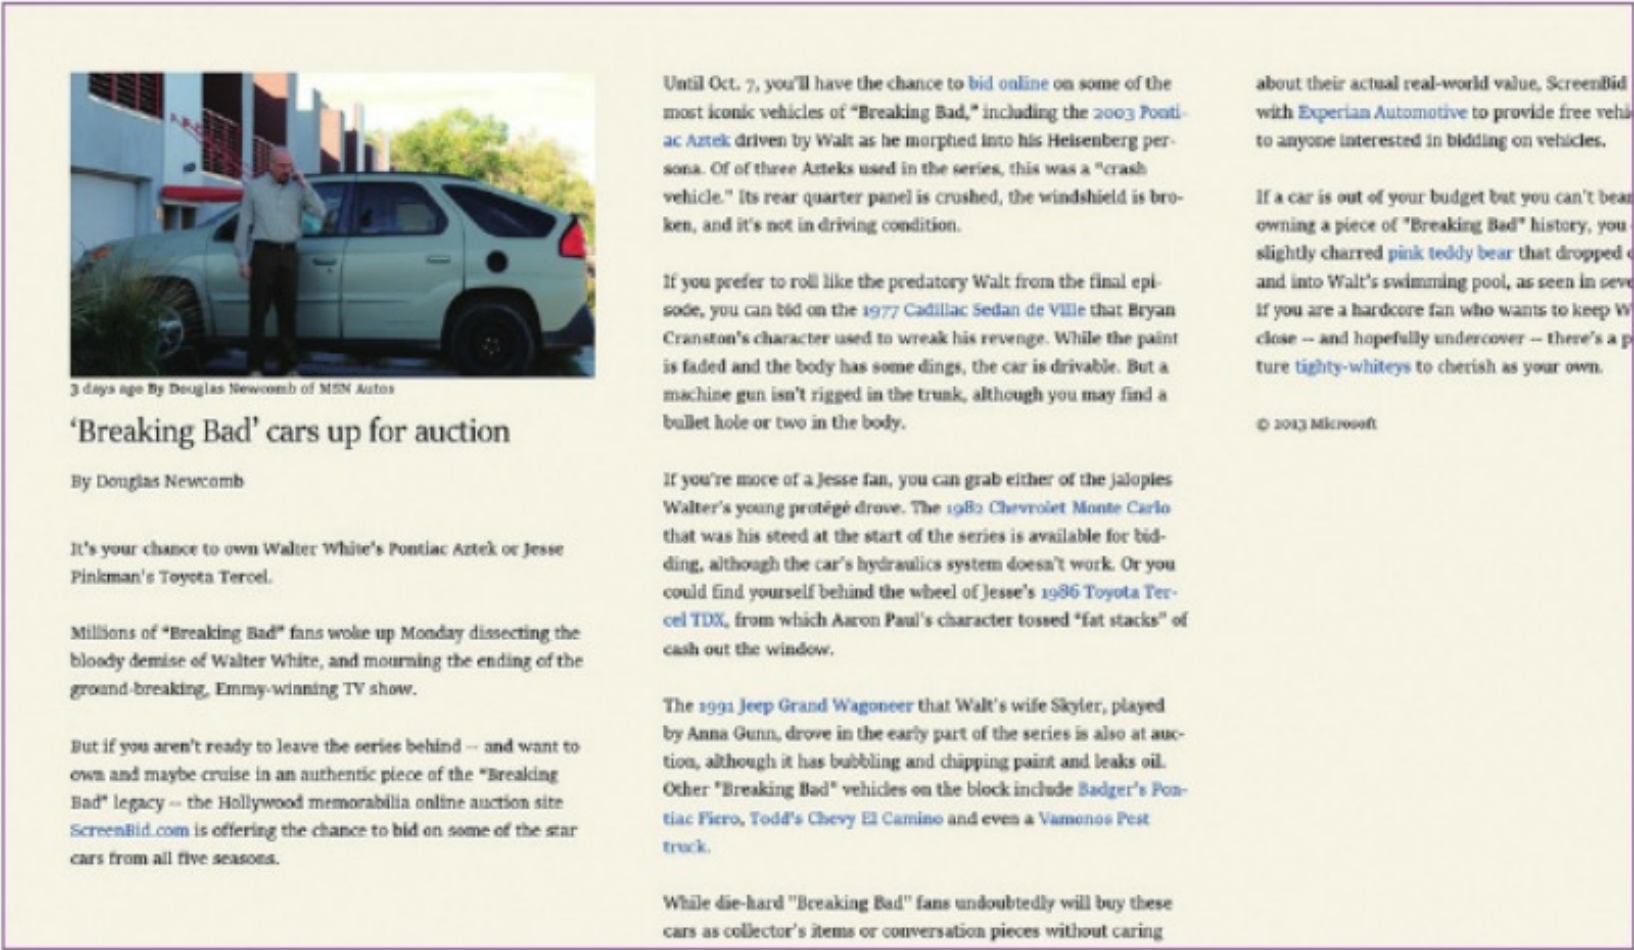 3 days ago By Douglas Newcomb of MSN Autos
‘Breaking Bad’ cars up for auction
By Douglas Newcomb
It's your chance to own Walter White's Pontiac Aztek or Jesse
Pinkman's Toyota Tercel.
Millions of “Breaking Bad” fans woke up Monday dissecting the
bloody demise of Walter White, and mourning the ending of the
ground-breaking, Emmy-winning TV show.
But if you aren't ready to leave the series behind -- and want to
own and maybe cruise in an authentic piece of the “Breaking
Bad” legacy -- the Hollywood memorabilia online auction site
ScreenBid.com is offering the chance to bid on some of the star
cars from all five seasons.
Until Oct. 7, you'll have the chance to bid online on some of the
most iconic vehicles of “Breaking Bad,” including the 2003 Ponti-
ac Aztek driven by Walt as he morphed into his Heisenberg per-
sona. Of of three Azteks used in the series, this was a "crash
vehicle." Its rear quarter panel is crushed, the windshield is bro-
ken, and it's not in driving condition.
If you prefer to roll like the predatory Walt from the final epi-
sode, you can bid on the 1977 Cadillac Sedan de Ville that Bryan
Cranston's character used to wreak his revenge. While the paint
is faded and the body has some dings, the car is drivable. But a
machine gun isn't rigged in the trunk, although you may find a
bullet hole or two in the body.
If you're more of a Jesse fan, you can grab either of the jalopies
Walter's young protégé drove. The 1982 Chevrolet Monte Carlo
that was his steed at the start of the series is available for bid-
ding, although the car's hydraulics system doesn't work. Or you
could find yourself behind the wheel of Jesse's 1986 Toyota Ter-
cel TDX, from which Aaron Paul's character tossed “fat stacks” of
cash out the window.
The 1991 Jeep Grand Wagoneer that Walt's wife Skyler, played
by Anna Gunn, drove in the early part of the series is also at auc-
tion, although it has bubbling and chipping paint and leaks oil.
Other "Breaking Bad" vehicles on the block include Badger's Pon-
tiac Fiero, Todd's Chevy El Camino and even a Vamonos Pest
truck.
While die-hard "Breaking Bad" fans undoubtedly will buy these
cars as collector's items or conversation pieces without caring
about their actual real-world value, ScreenBid
with Experian Automotive to provide free vehi
to anyone interested in bidding on vehicles.
If a car is out of your budget but you can't bear
owning a piece of "Breaking Bad" history, you
slightly charred pink teddy bear that dropped
and into Walt's swimming pool, as seen in seve
If you are a hardcore fan who wants to keep W
close -- and hopefully undercover -- there's a p
ture tighty-whiteys to cherish as your own.
© 2013 Microsoft